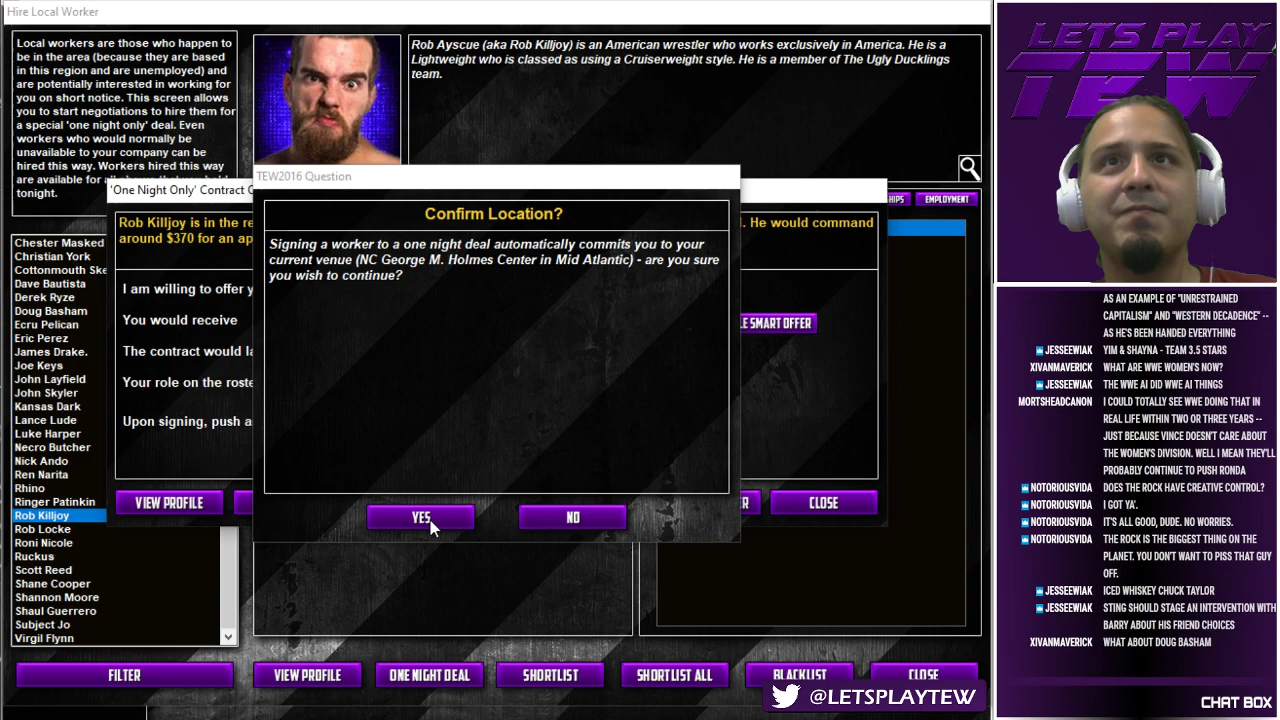 Hire Local Worker
Local workers are those who happen to
be in the area (because they are based
in this region and are unemployed) and
are potentially interested in working for
you on short notice. This screen allows
you to start negotiations to hire them for
a special 'one night only' deal. Even
workers who would normally be
unavailable to your company can be
hired this way. Workers hired this way
are available for
tonight.
Rob Ayscue (aka Rob Killjoy) is an American wrestler who works exclusively in America. He is a
Lightweight who is classed as using a Cruiserweight style. He is a member of The Ugly Ducklings
team.
EMPLOYMENT
'One Night Only' Contract
Rob Killjoy is in the
around $370 for an
He would command
I am willing to offer
You would receive
The contract would
Your role on the
Upon signing, push
SMART OFFER
VIEW PROFILE
CLOSE
TEW2016 Question
Confirm Location?
Signing a worker to a one night deal automatically commits you to your
current venue (NC George M. Holmes Center in Mid Atlantic) - are you sure
you wish to continue?
YES
NO
Chester Masked
Christian York
Cottonmouth
Dave Bautista
Derek Ryze
Doug Basham
Ecru Pelican
Eric Perez
James Drake.
Joe Keys
John Layfield
John Skyler
Kansas Dark
Lance Lude
Luke Harper
Necro Butcher
Nick Ando
Ren Narita
Rhino
Ringer Patinkin
Rob Killjoy
Rob Locke
Roni Nicole
Ruckus
Scott Reed
Shane Cooper
Shannon Moore
Shaul Guerrero
Subject Jo
Virgil Flynn
FILTER
VIEW PROFILE
ONE NIGHT DEAL
SHORTLIST
SHORTLIST ALL
BLACKLIST
CLOSE
@LETSPLAYTEW
LETS PLAY
TEW
AS AN EXAMPLE OF "UNRESTRAINED
CAPITALISM" AND "WESTERN DECADENCE" --
AS HE'S BEEN HANDED EVERYTHING
JESSEEWIAK YIM & SHAYNA - TEAM 3.5 STARS
XIVANMAVERICK WHAT ARE WWE WOMEN'S NOW?
JESSEEWIAK THE WWE AI DID WWE AI THINGS
MORTSHEADCANON I COULD TOTALLY SEE WWE DOING THAT IN
REAL LIFE WITHIN TWO OR THREE YEARS --
JUST BECAUSE VINCE DOESN'T CARE ABOUT
THE WOMEN'S DIVISION. WELL I MEAN THEY'LL
PROBABLY CONTINUE TO PUSH RONDA
NOTORIOUSVIDA DOES THE ROCK HAVE CREATIVE CONTROL?
NOTORIOUSVIDA I GOT YA'.
NOTORIOUSVIDA IT'S ALL GOOD, DUDE. NO WORRIES.
NOTORIOUSVIDA THE ROCK IS THE BIGGEST THING ON THE
PLANET. YOU DON'T WANT TO PISS THAT GUY
OFF.
JESSEEWIAK ICED WHISKEY CHUCK TAYLOR
JESSEEWIAK STING SHOULD STAGE AN INTERVENTION WITH
BARRY ABOUT HIS FRIEND CHOICES
XIVANMAVERICK WHAT ABOUT DOUG BASHAM
CHAT BOX